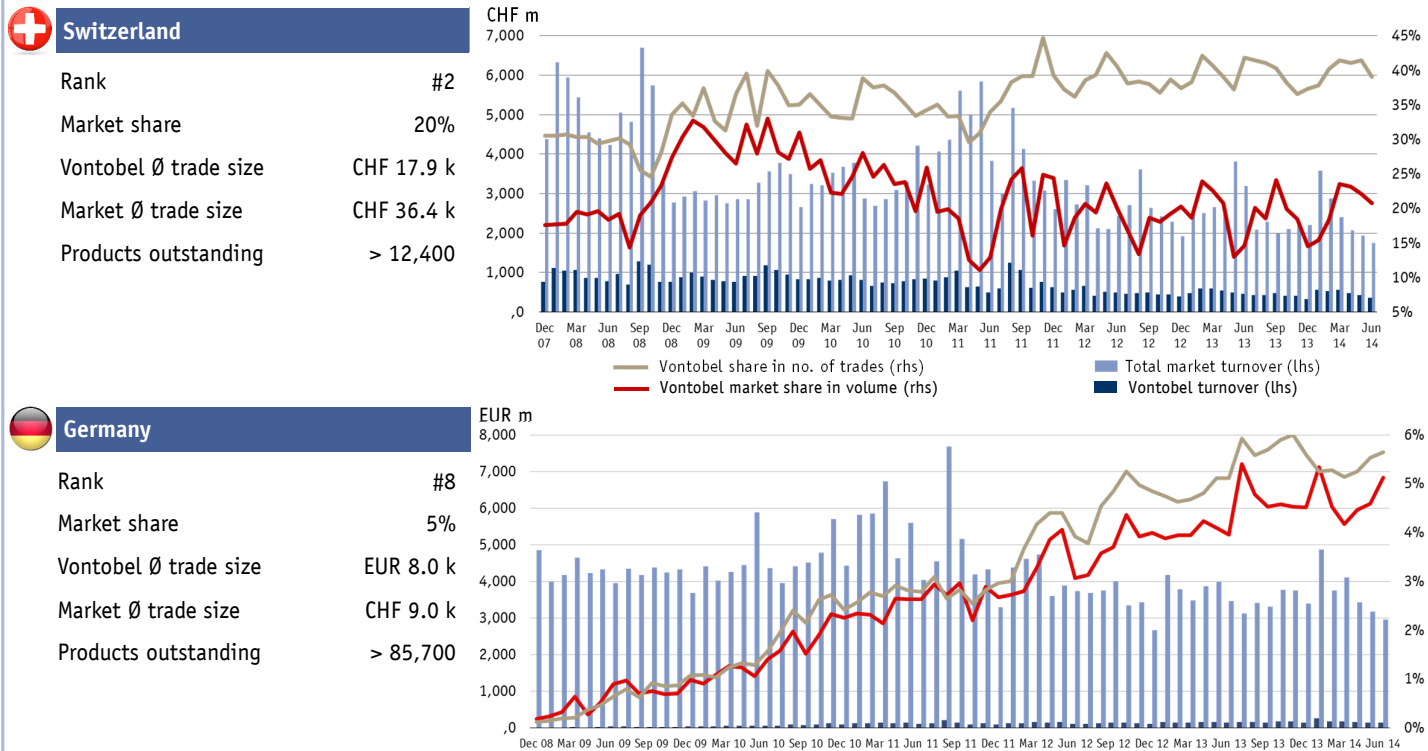 Switzerland
Rank #2
Market share 20%
Vontobel Ø trade size CHF 17.9 k
Market Ø trade size CHF 36.4 k
Products outstanding > 12,400
CHF m
7,000 45%
6,000 40%
5,000 35%
4,000 30%
3,000 25%
2,000 20%
1,000 15%
,0 10%
5%
Dec 07 Mar 08 Jun 08 Sep 08 Dec 08 Mar 09 Jun 09 Sep 09 Dec 09 Mar 10 Jun 10 Sep 10 Dec 10 Mar 11 Jun 11 Sep 11 Dec 11 Mar 12 Jun 12 Sep 12 Dec 12 Mar 13 Jun 13 Sep 13 Dec 13 Mar 14 Jun 14
Vontobel share in no. of trades (rhs) Total market turnover (lhs)
Vontobel market share in volume (rhs) Vontobel turnover (lhs)
Germany
Rank #8
Market share 5%
Vontobel Ø trade size EUR 8.0 k
Market Ø trade size CHF 9.0 k
Products outstanding > 85,700
EUR m
8,000 6%
7,000 5%
6,000 4%
5,000 3%
4,000 2%
3,000 1%
2,000 0%
1,000
,0
Dec 08 Mar 09 Jun 09 Sep 09 Dec 09 Mar 10 Jun 10 Sep 10 Dec 10 Mar 11 Jun 11 Sep 11 Dec 11 Mar 12 Jun 12 Sep 12 Dec 12 Mar 13 Jun 13 Sep 13 Dec 13 Mar 14 Jun 14